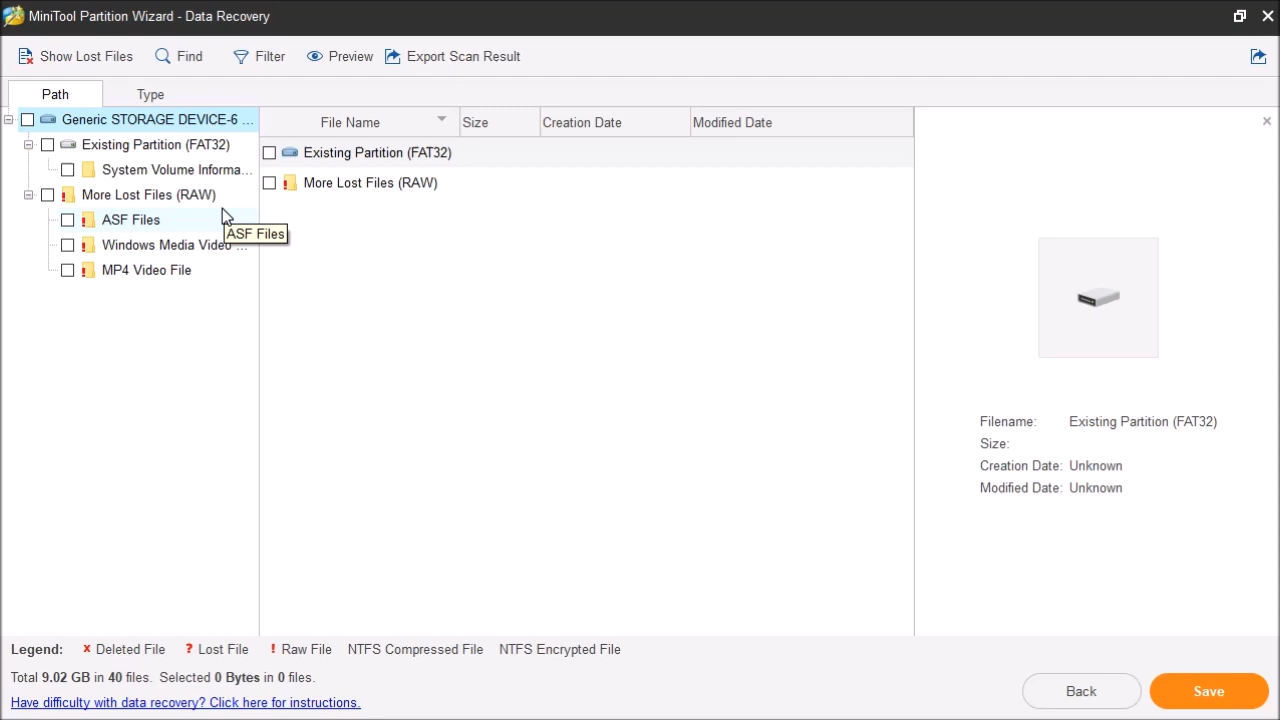 MiniTool Partition Wizard - Data Recovery
Show Lost Files Find Filter Preview Export Scan Result
Path Type
Generic STORAGE DEVICE-6 ...
Existing Partition (FAT32)
System Volume Informa...
More Lost Files (RAW)
ASF Files
ASF Files
Windows Media Video ...
MP4 Video File
File Name Size Creation Date Modified Date
Existing Partition (FAT32)
More Lost Files (RAW)
Filename: Existing Partition (FAT32)
Size:
Creation Date: Unknown
Modified Date: Unknown
Legend: x Deleted File ? Lost File ! Raw File NTFS Compressed File NTFS Encrypted File
Total 9.02 GB in 40 files. Selected 0 Bytes in 0 files.
Have difficulty with data recovery? Click here for instructions.
Back Save